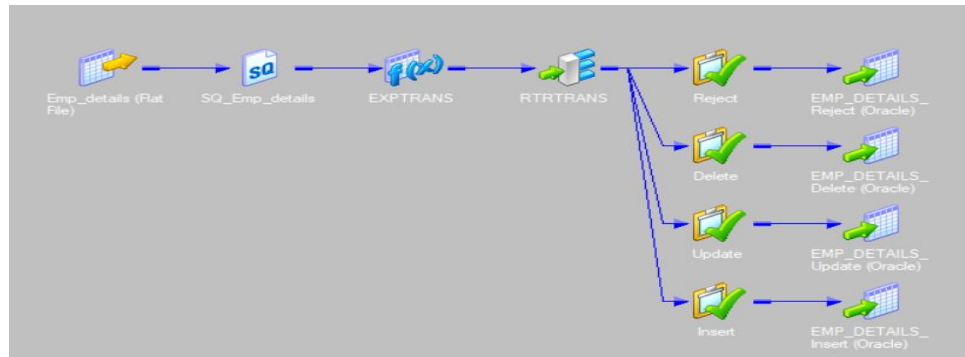 Emp_details (Flat
File)
SQ
SQ_Emp_details
f(x)
EXPTRANS
RTRTRANS
Reject
EMP_DETAILS_
Reject (Oracle)
Delete
EMP_DETAILS_
Delete (Oracle)
Update
EMP_DETAILS_
Update (Oracle)
Insert
EMP_DETAILS_
Insert (Oracle)